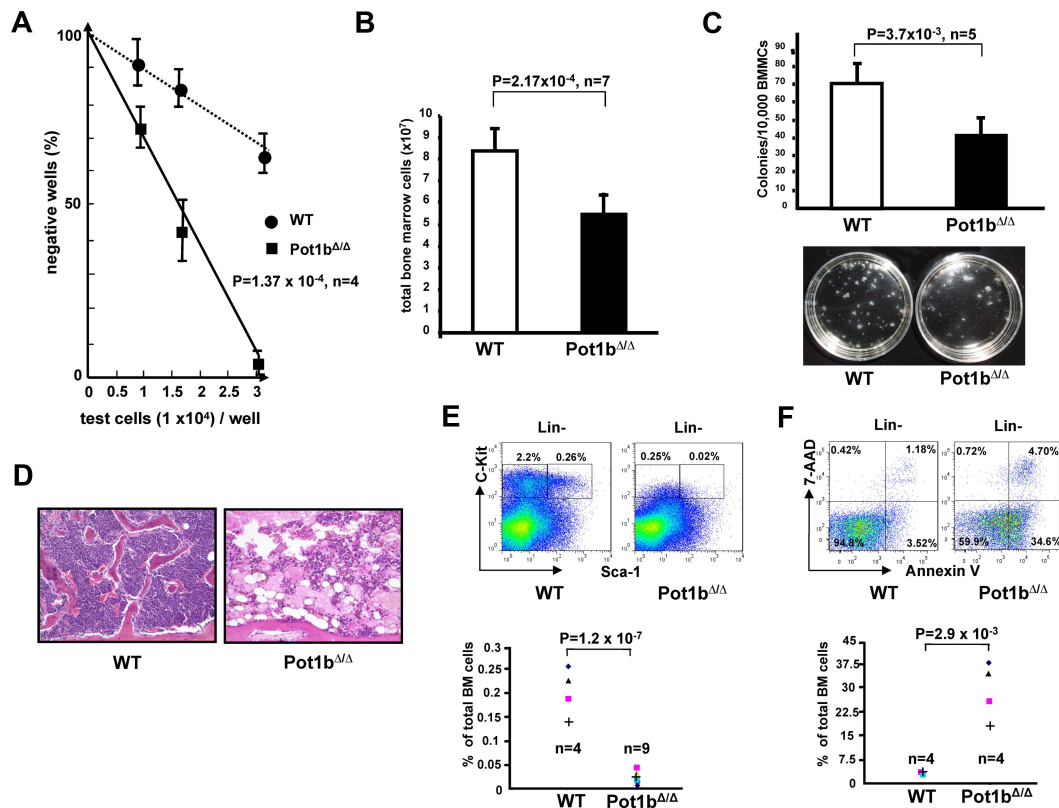 A
100
50
0
negative wells (%)
WT
Pot1bΔ/Δ
P=1.37 x 10-4, n=4
0 0.5 1 1.5 2 2.5 3
test cells (1 x10⁴) / well
B
P=2.17x10-4, n=7
total bone marrow cells (x10⁷)
10
9
8
7
6
5
4
3
2
1
0
WT Pot1bΔ/Δ
C
P=3.7x10-3, n=5
Colonies/10,000 BMMCs
100
90
80
70
60
50
40
30
20
10
0
WT Pot1bΔ/Δ
WT Pot1bΔ/Δ
D
WT Pot1bΔ/Δ
E
Lin- Lin-
C-Kit
2.2% 0.26% 0.25% 0.02%
Sca-1
WT Pot1bΔ/Δ
P=1.2 x 10-7
% of total BM cells
0.3
0.25
0.2
0.15
0.1
0.05
0
n=4 n=9
WT Pot1bΔ/Δ
F
Lin- Lin-
7-AAD
0.42% 1.18% 0.72% 4.70%
94.8% 3.52% 59.9% 34.6%
Annexin V
WT Pot1bΔ/Δ
P=2.9 x 10-3
% of total BM cells
45
37.5
30
22.5
15
7.5
0
n=4 n=4
WT Pot1bΔ/Δ